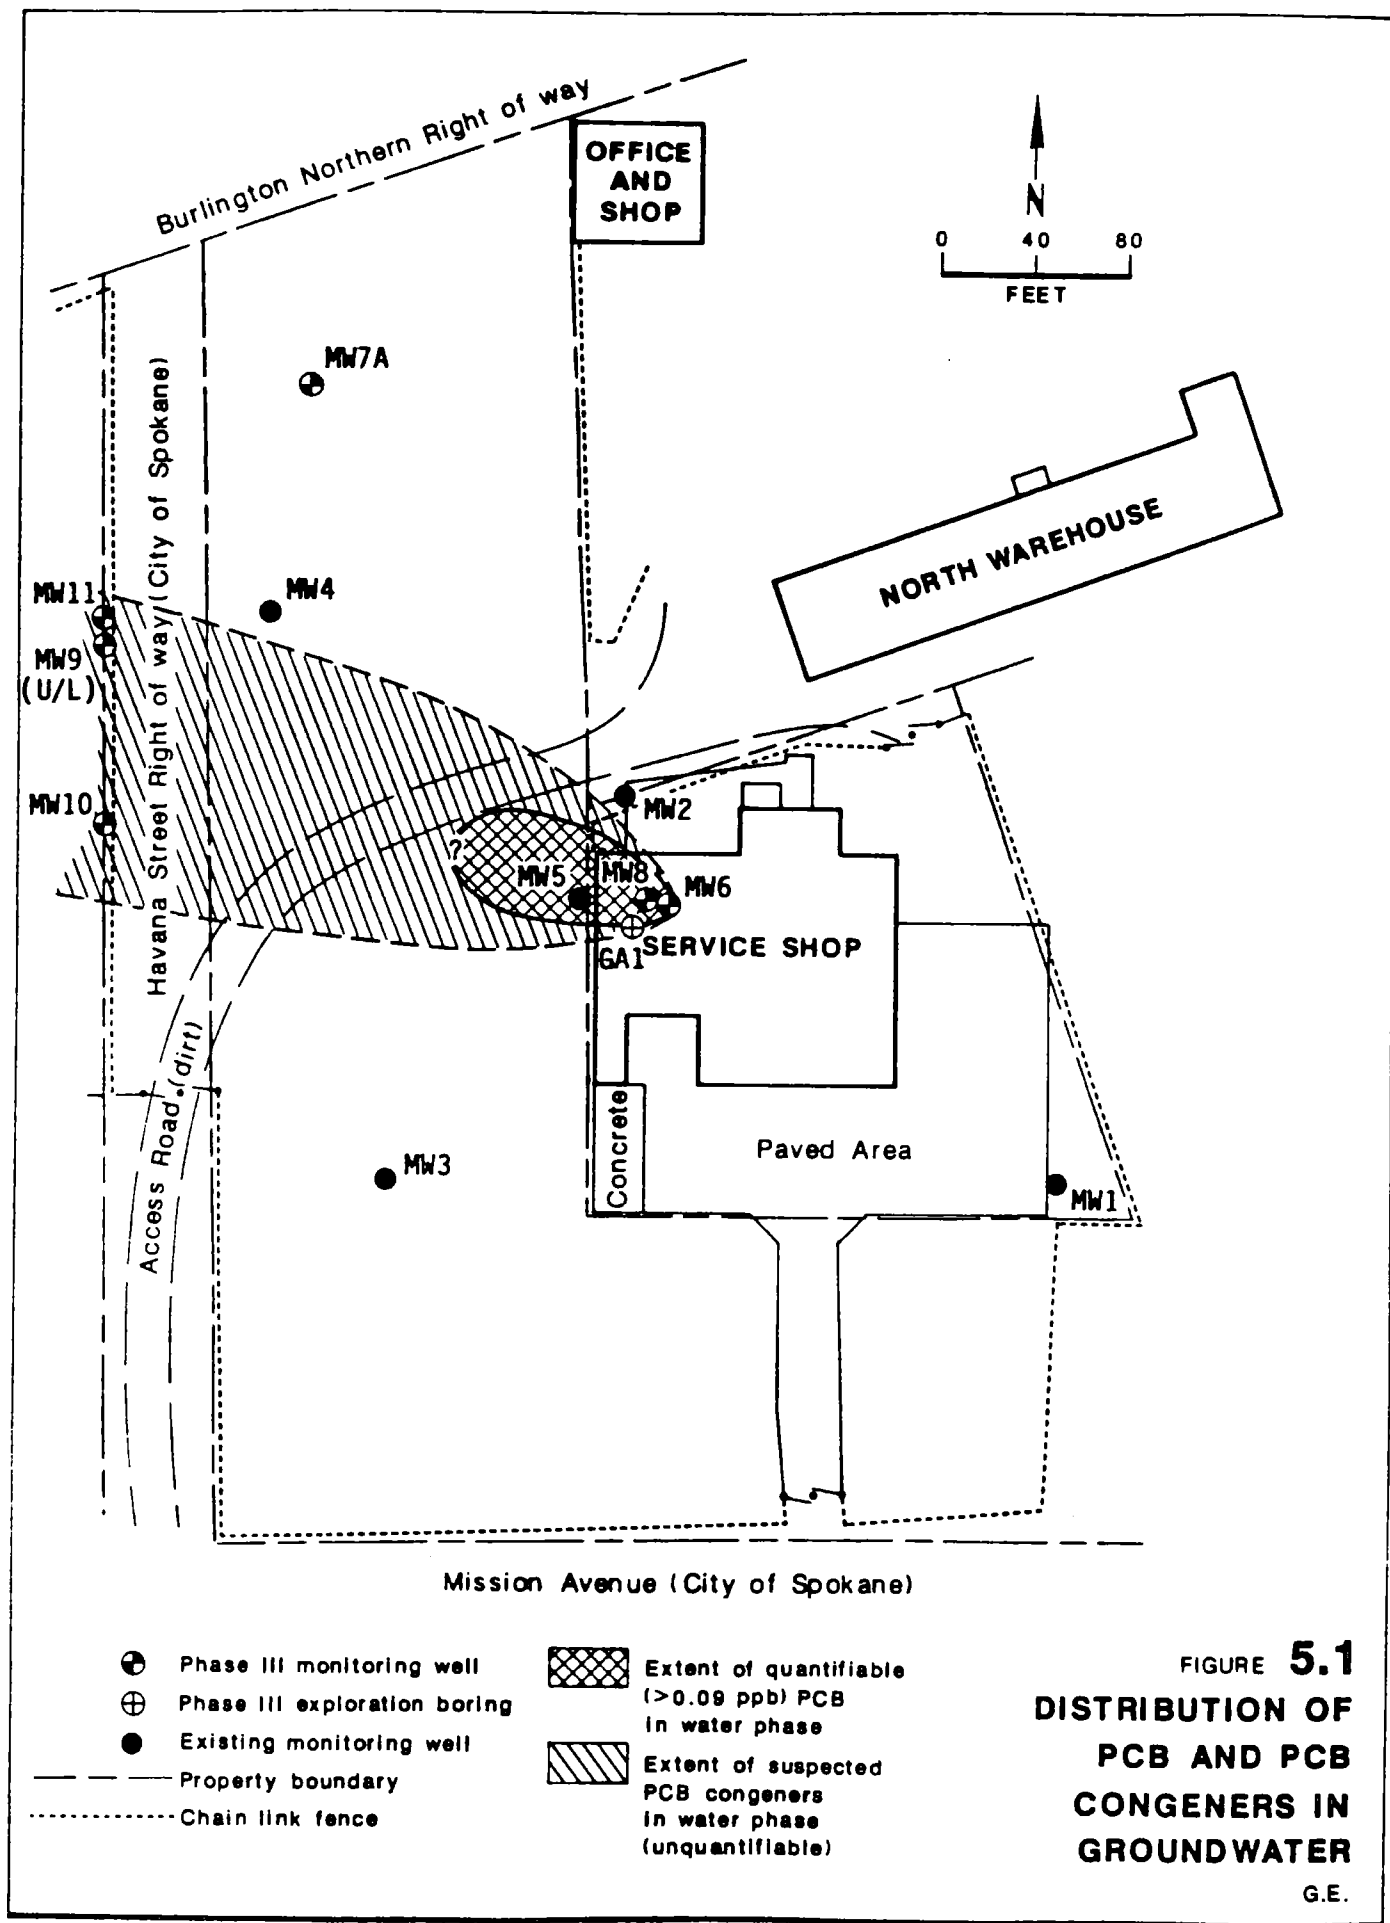 Burlington Northern Right of way
OFFICE
AND
SHOP
N
0 40 80
FEET
MW7A
Havana Street Right of way (City of Spokane)
NORTH WAREHOUSE
MW11
MW4
MW9
(U/L)
MW10
MW2
?
MW5
MW8
MW6
GA1
SERVICE SHOP
Access Road (dirt)
Concrete
Paved Area
MW3
MW1
Mission Avenue (City of Spokane)
Phase III monitoring well
Phase III exploration boring
Existing monitoring well
Property boundary
Chain link fence
Extent of quantifiable
(>0.09 ppb) PCB
in water phase
Extent of suspected
PCB congeners
in water phase
(unquantifiable)
FIGURE 5.1
DISTRIBUTION OF
PCB AND PCB
CONGENERS IN
GROUNDWATER
G.E.